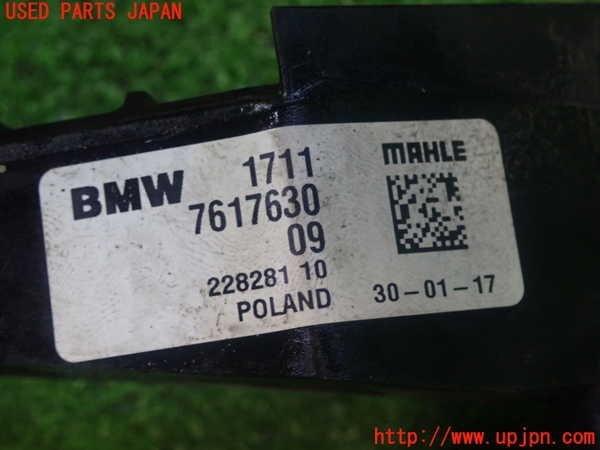 USED PARTS JAPAN
BMW 1711
7617630
09
228281 10
POLAND
MAHLE
30-01-17
http://www.upjpn.com/